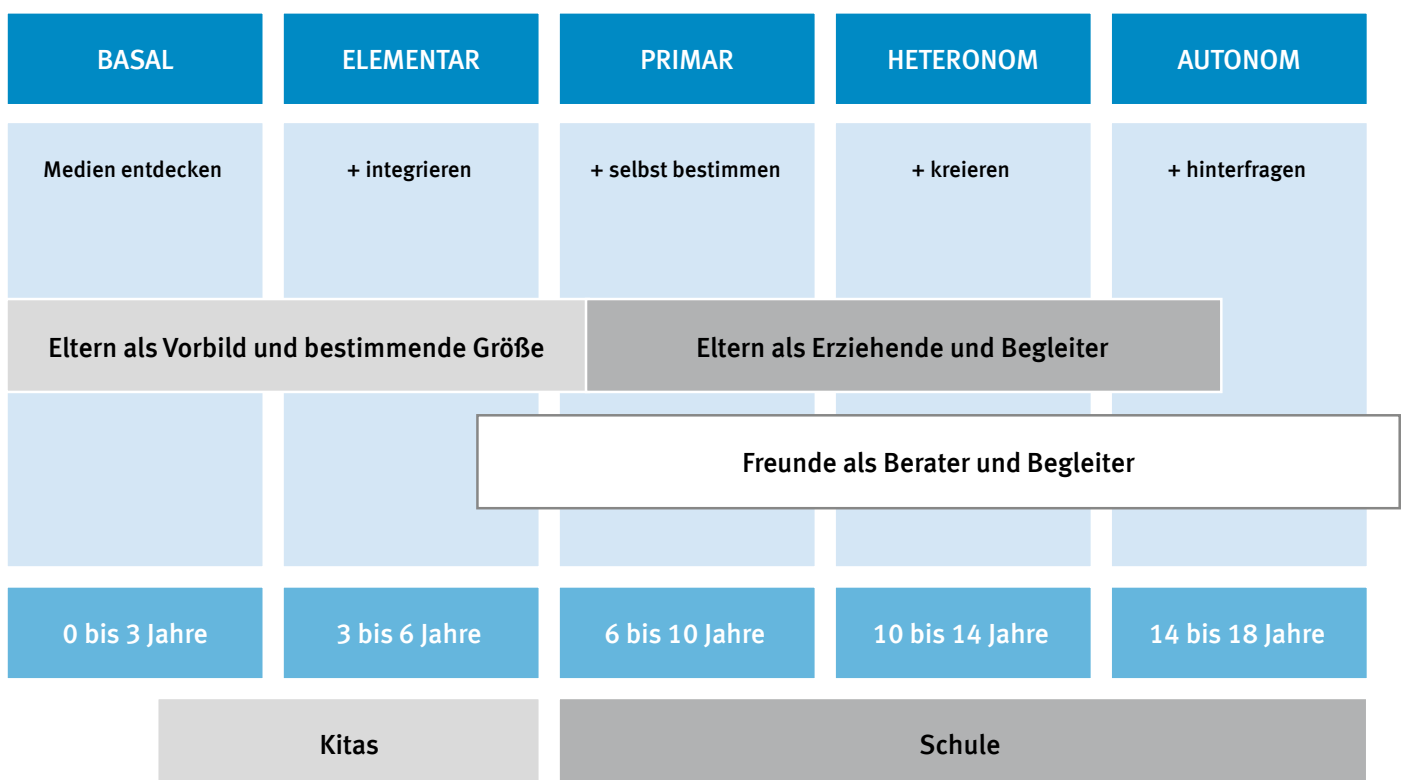 BASAL
ELEMENTAR
PRIMAR
HETERONOM
AUTONOM
Medien entdecken
+ integrieren
+ selbst bestimmen
+ kreieren
+ hinterfragen
Eltern als Vorbild und bestimmende Größe
Eltern als Erziehende und Begleiter
Freunde als Berater und Begleiter
0 bis 3 Jahre
3 bis 6 Jahre
6 bis 10 Jahre
10 bis 14 Jahre
14 bis 18 Jahre
Kitas
Schule